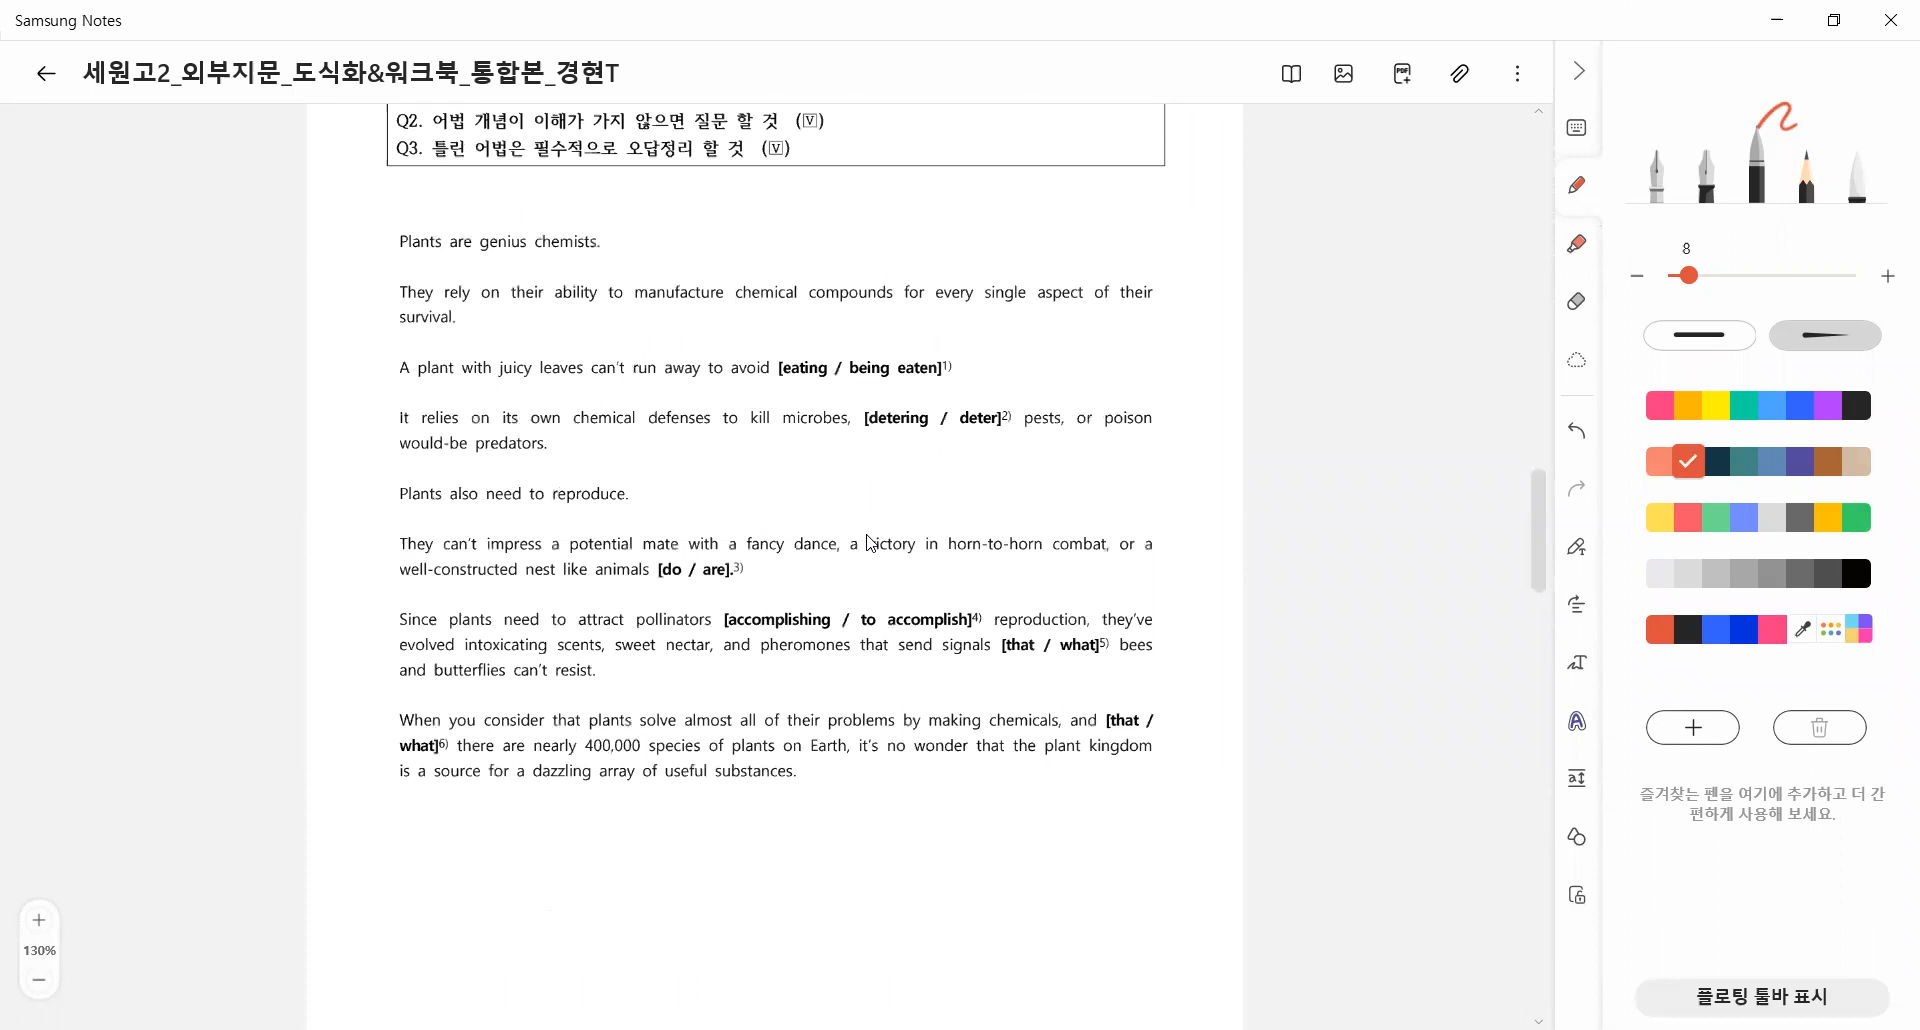 Samsung Notes
세원고2_외부지문_도식화&워크북_통합본_경현T
Q2. 어법 개념이 이해가 가지 않으면 질문 할 것 (V)
Q3. 틀린 어법은 필수적으로 오답정리 할 것 (V)
Plants are genius chemists.
They rely on their ability to manufacture chemical compounds for every single aspect of their
survival.
A plant with juicy leaves can't run away to avoid [eating / being eaten]1)
It relies on its own chemical defenses to kill microbes, [detering / deter]2) pests, or poison
would-be predators.
Plants also need to reproduce.
They can't impress a potential mate with a fancy dance, a victory in horn-to-horn combat, or a
well-constructed nest like animals [do / are].3)
Since plants need to attract pollinators [accomplishing / to accomplish]4) reproduction, they've
evolved intoxicating scents, sweet nectar, and pheromones that send signals [that / what]5) bees
and butterflies can't resist.
When you consider that plants solve almost all of their problems by making chemicals, and [that /
what]6) there are nearly 400,000 species of plants on Earth, it's no wonder that the plant kingdom
is a source for a dazzling array of useful substances.
130%
PDF
8
즐겨찾는 펜을 여기에 추가하고 더 간
편하게 사용해 보세요.
플로팅 툴바 표시